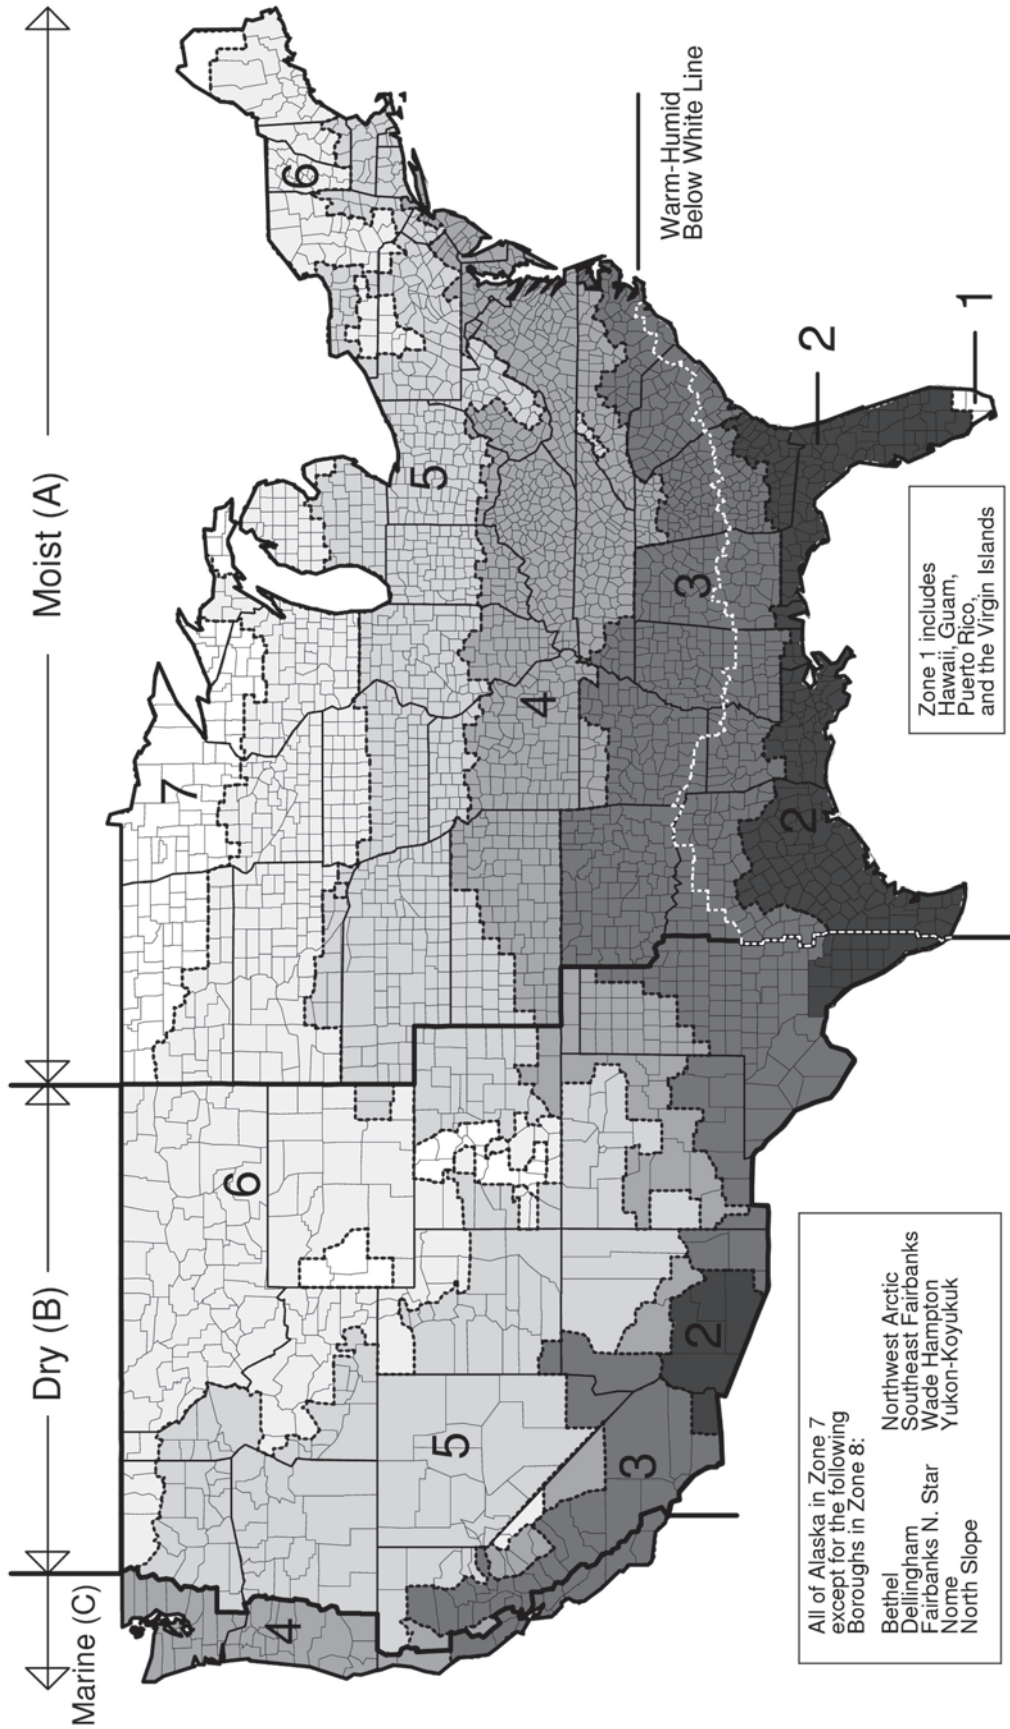 Marine (C)
Dry (B)
Moist (A)
7
6
6
5
5
4
4
3
3
2
2
2
1
Warm-Humid
Below White Line
All of Alaska in Zone 7
except for the following
Boroughs in Zone 8:
Bethel
Dellingham
Fairbanks N. Star
Nome
North Slope
Northwest Arctic
Southeast Fairbanks
Wade Hampton
Yukon-Koyukuk
Zone 1 includes
Hawaii, Guam,
Puerto Rico,
and the Virgin Islands